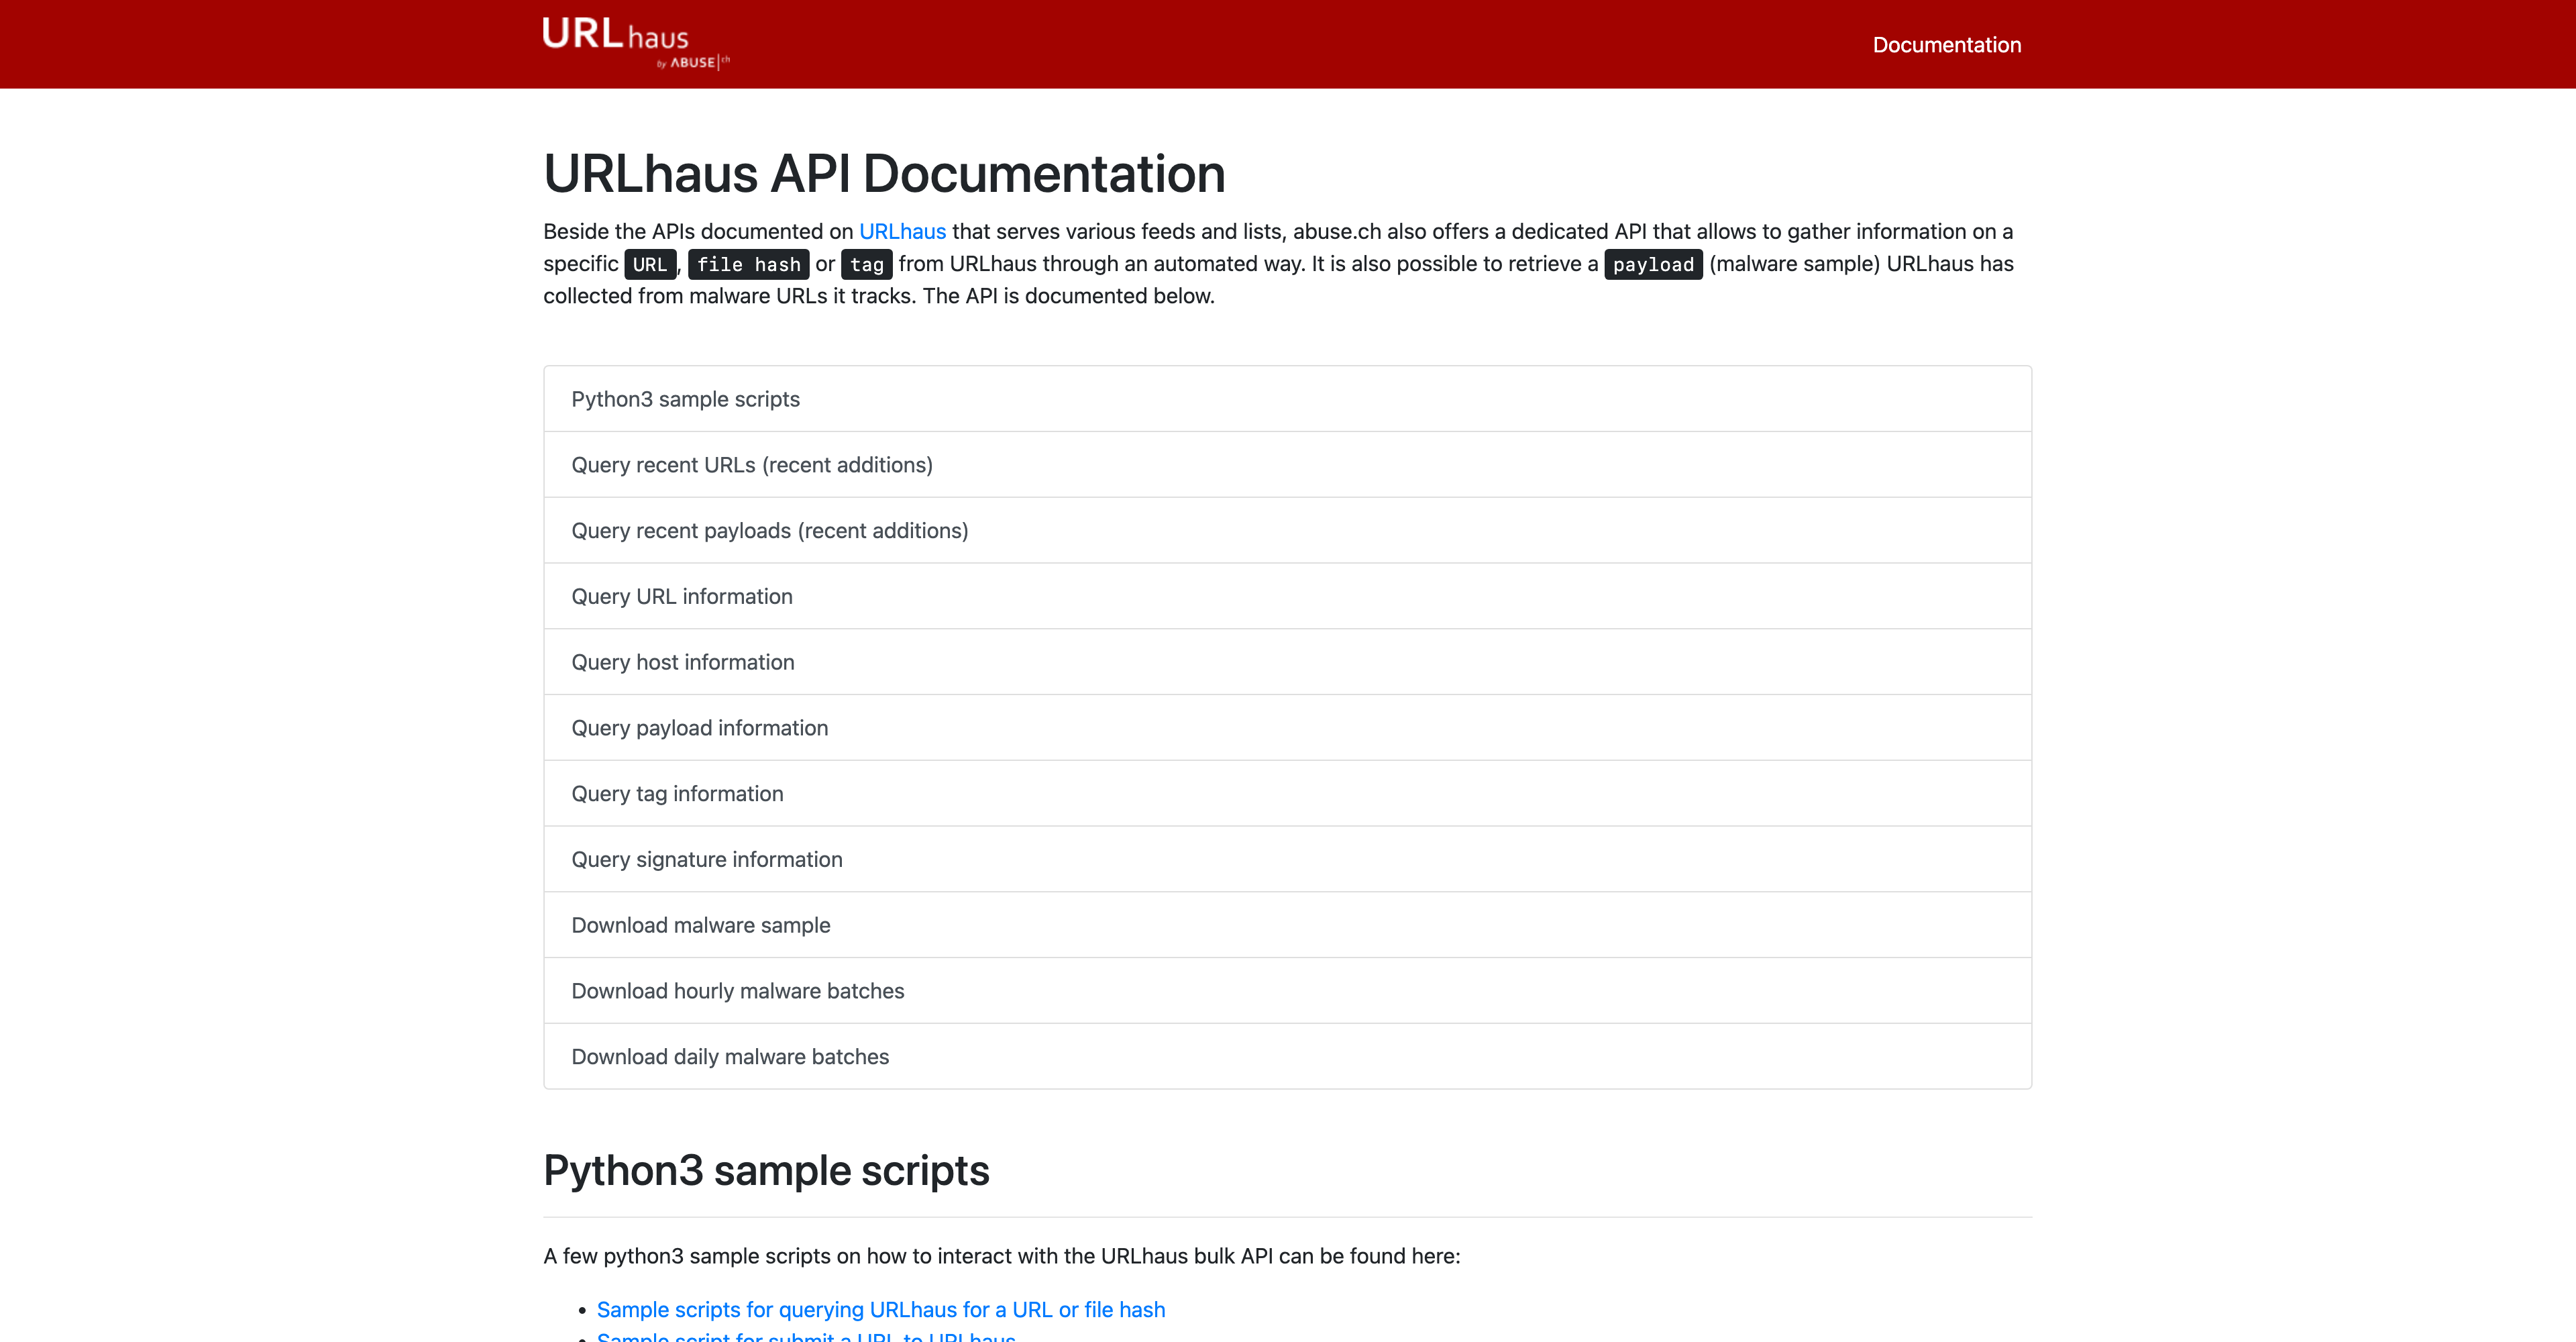 URLhaus
by ABUSE|ch
Documentation
URLhaus API Documentation
Beside the APIs documented on URLhaus that serves various feeds and lists, abuse.ch also offers a dedicated API that allows to gather information on a
specific URL, file hash or tag from URLhaus through an automated way. It is also possible to retrieve a payload (malware sample) URLhaus has
collected from malware URLs it tracks. The API is documented below.
Python3 sample scripts
Query recent URLs (recent additions)
Query recent payloads (recent additions)
Query URL information
Query host information
Query payload information
Query tag information
Query signature information
Download malware sample
Download hourly malware batches
Download daily malware batches
Python3 sample scripts
A few python3 sample scripts on how to interact with the URLhaus bulk API can be found here:
• Sample scripts for querying URLhaus for a URL or file hash
• Sample script for submit a URL to URLhaus